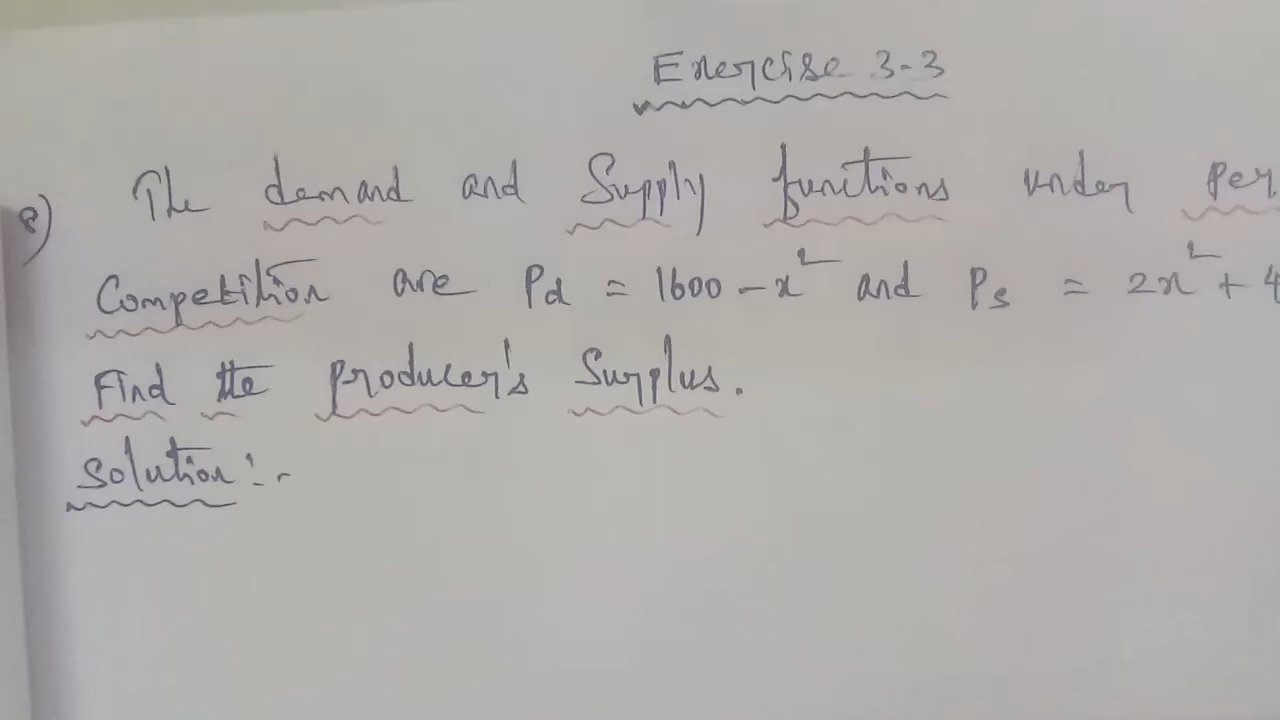 Exercise 3.3
8) The demand and Supply functions under per
Competition are Pd = 1600 - x² and Ps = 2x² + 4
Find the producer's Surplus.
Solution:-